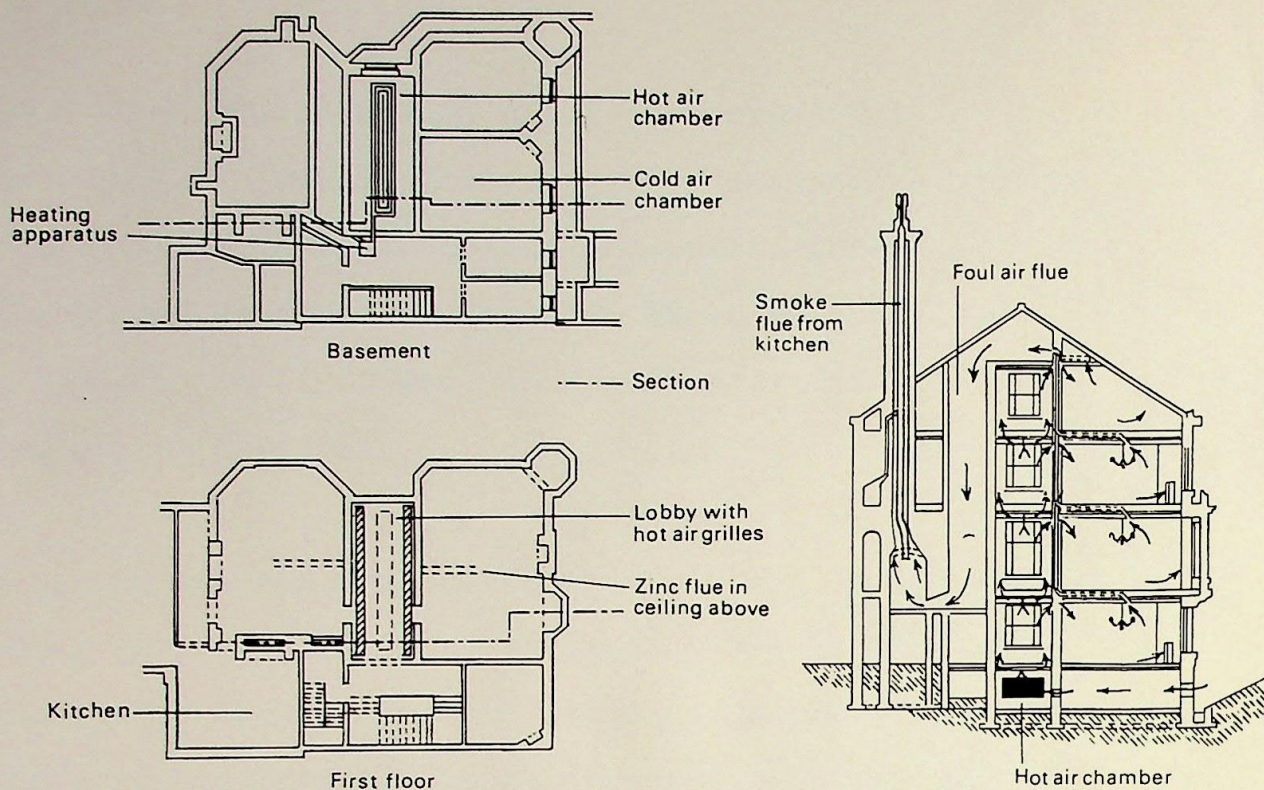 Hot air
chamber
Cold air
chamber
Heating
apparatus
Basement
Section
Lobby with
hot air grilles
Zinc flue in
ceiling above
Kitchen
First floor
Foul air flue
Smoke
flue from
kitchen
Hot air chamber